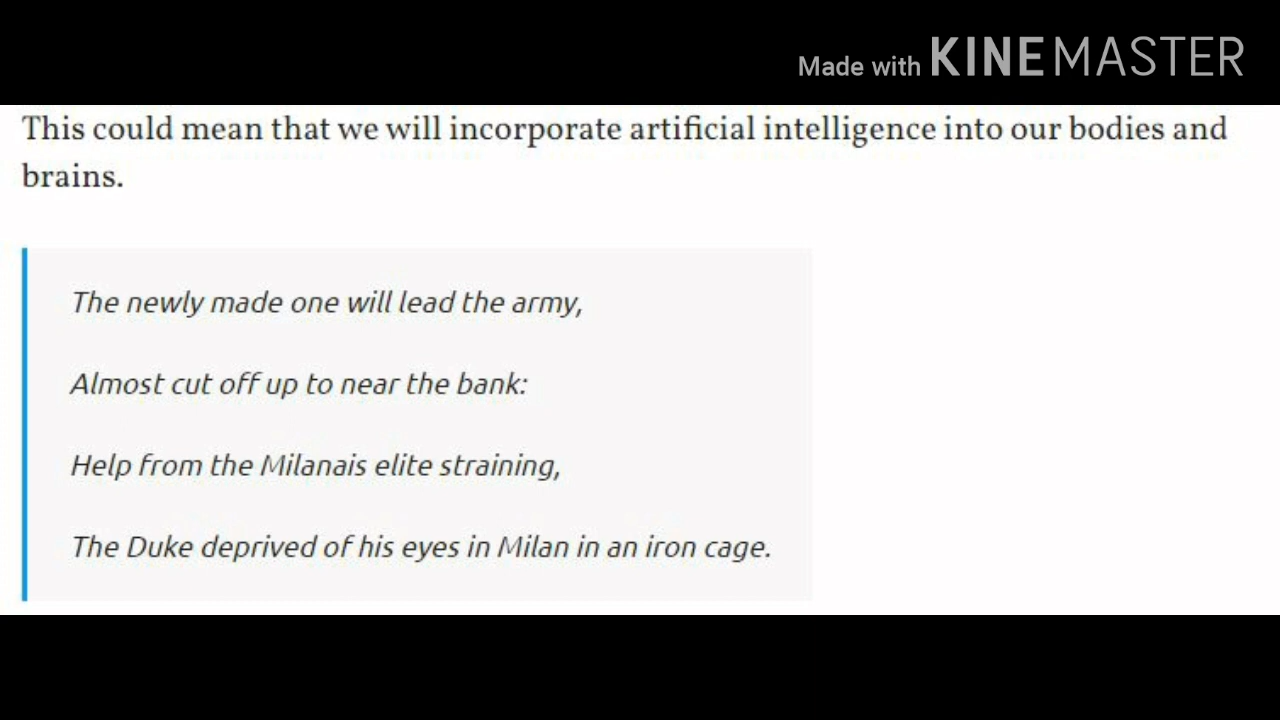 Made with KINEMASTER
This could mean that we will incorporate artificial intelligence into our bodies and
brains.
The newly made one will lead the army,
Almost cut off up to near the bank:
Help from the Milanais elite straining,
The Duke deprived of his eyes in Milan in an iron cage.